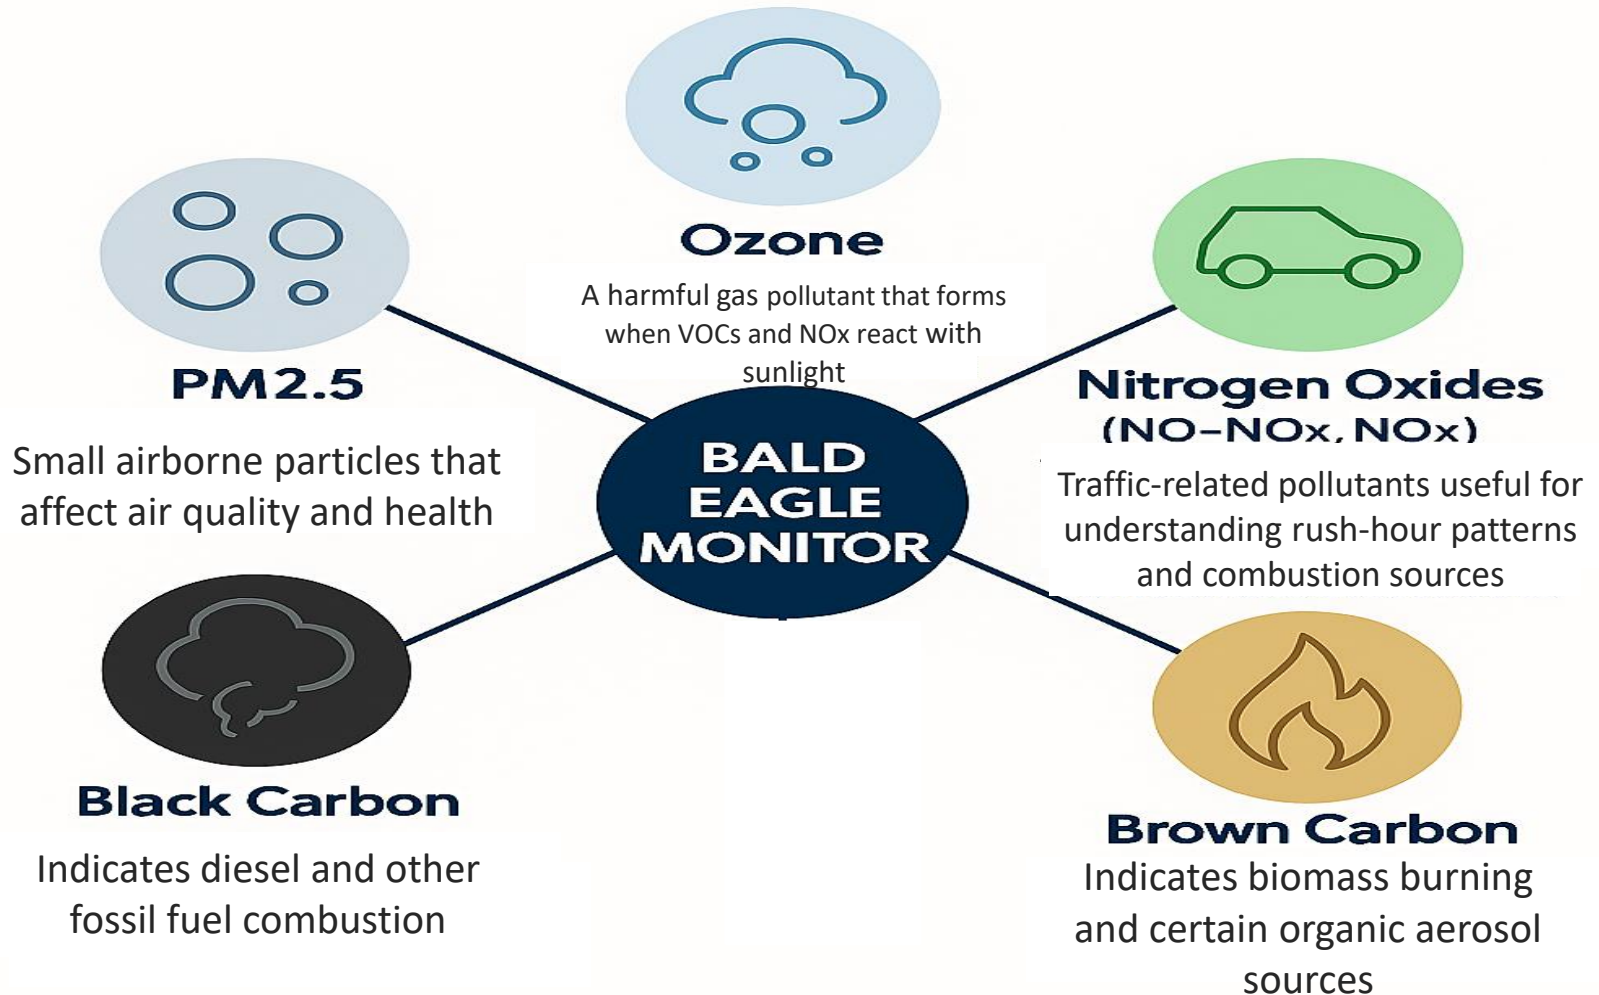 Ozone
A harmful gas pollutant that forms
when VOCs and NOx react with
sunlight
PM2.5
Small airborne particles that
affect air quality and health
BALD
EAGLE
MONITOR
Nitrogen Oxides
(NO–NOx, NOx)
Traffic-related pollutants useful for
understanding rush-hour patterns
and combustion sources
Black Carbon
Indicates diesel and other
fossil fuel combustion
Brown Carbon
Indicates biomass burning
and certain organic aerosol
sources